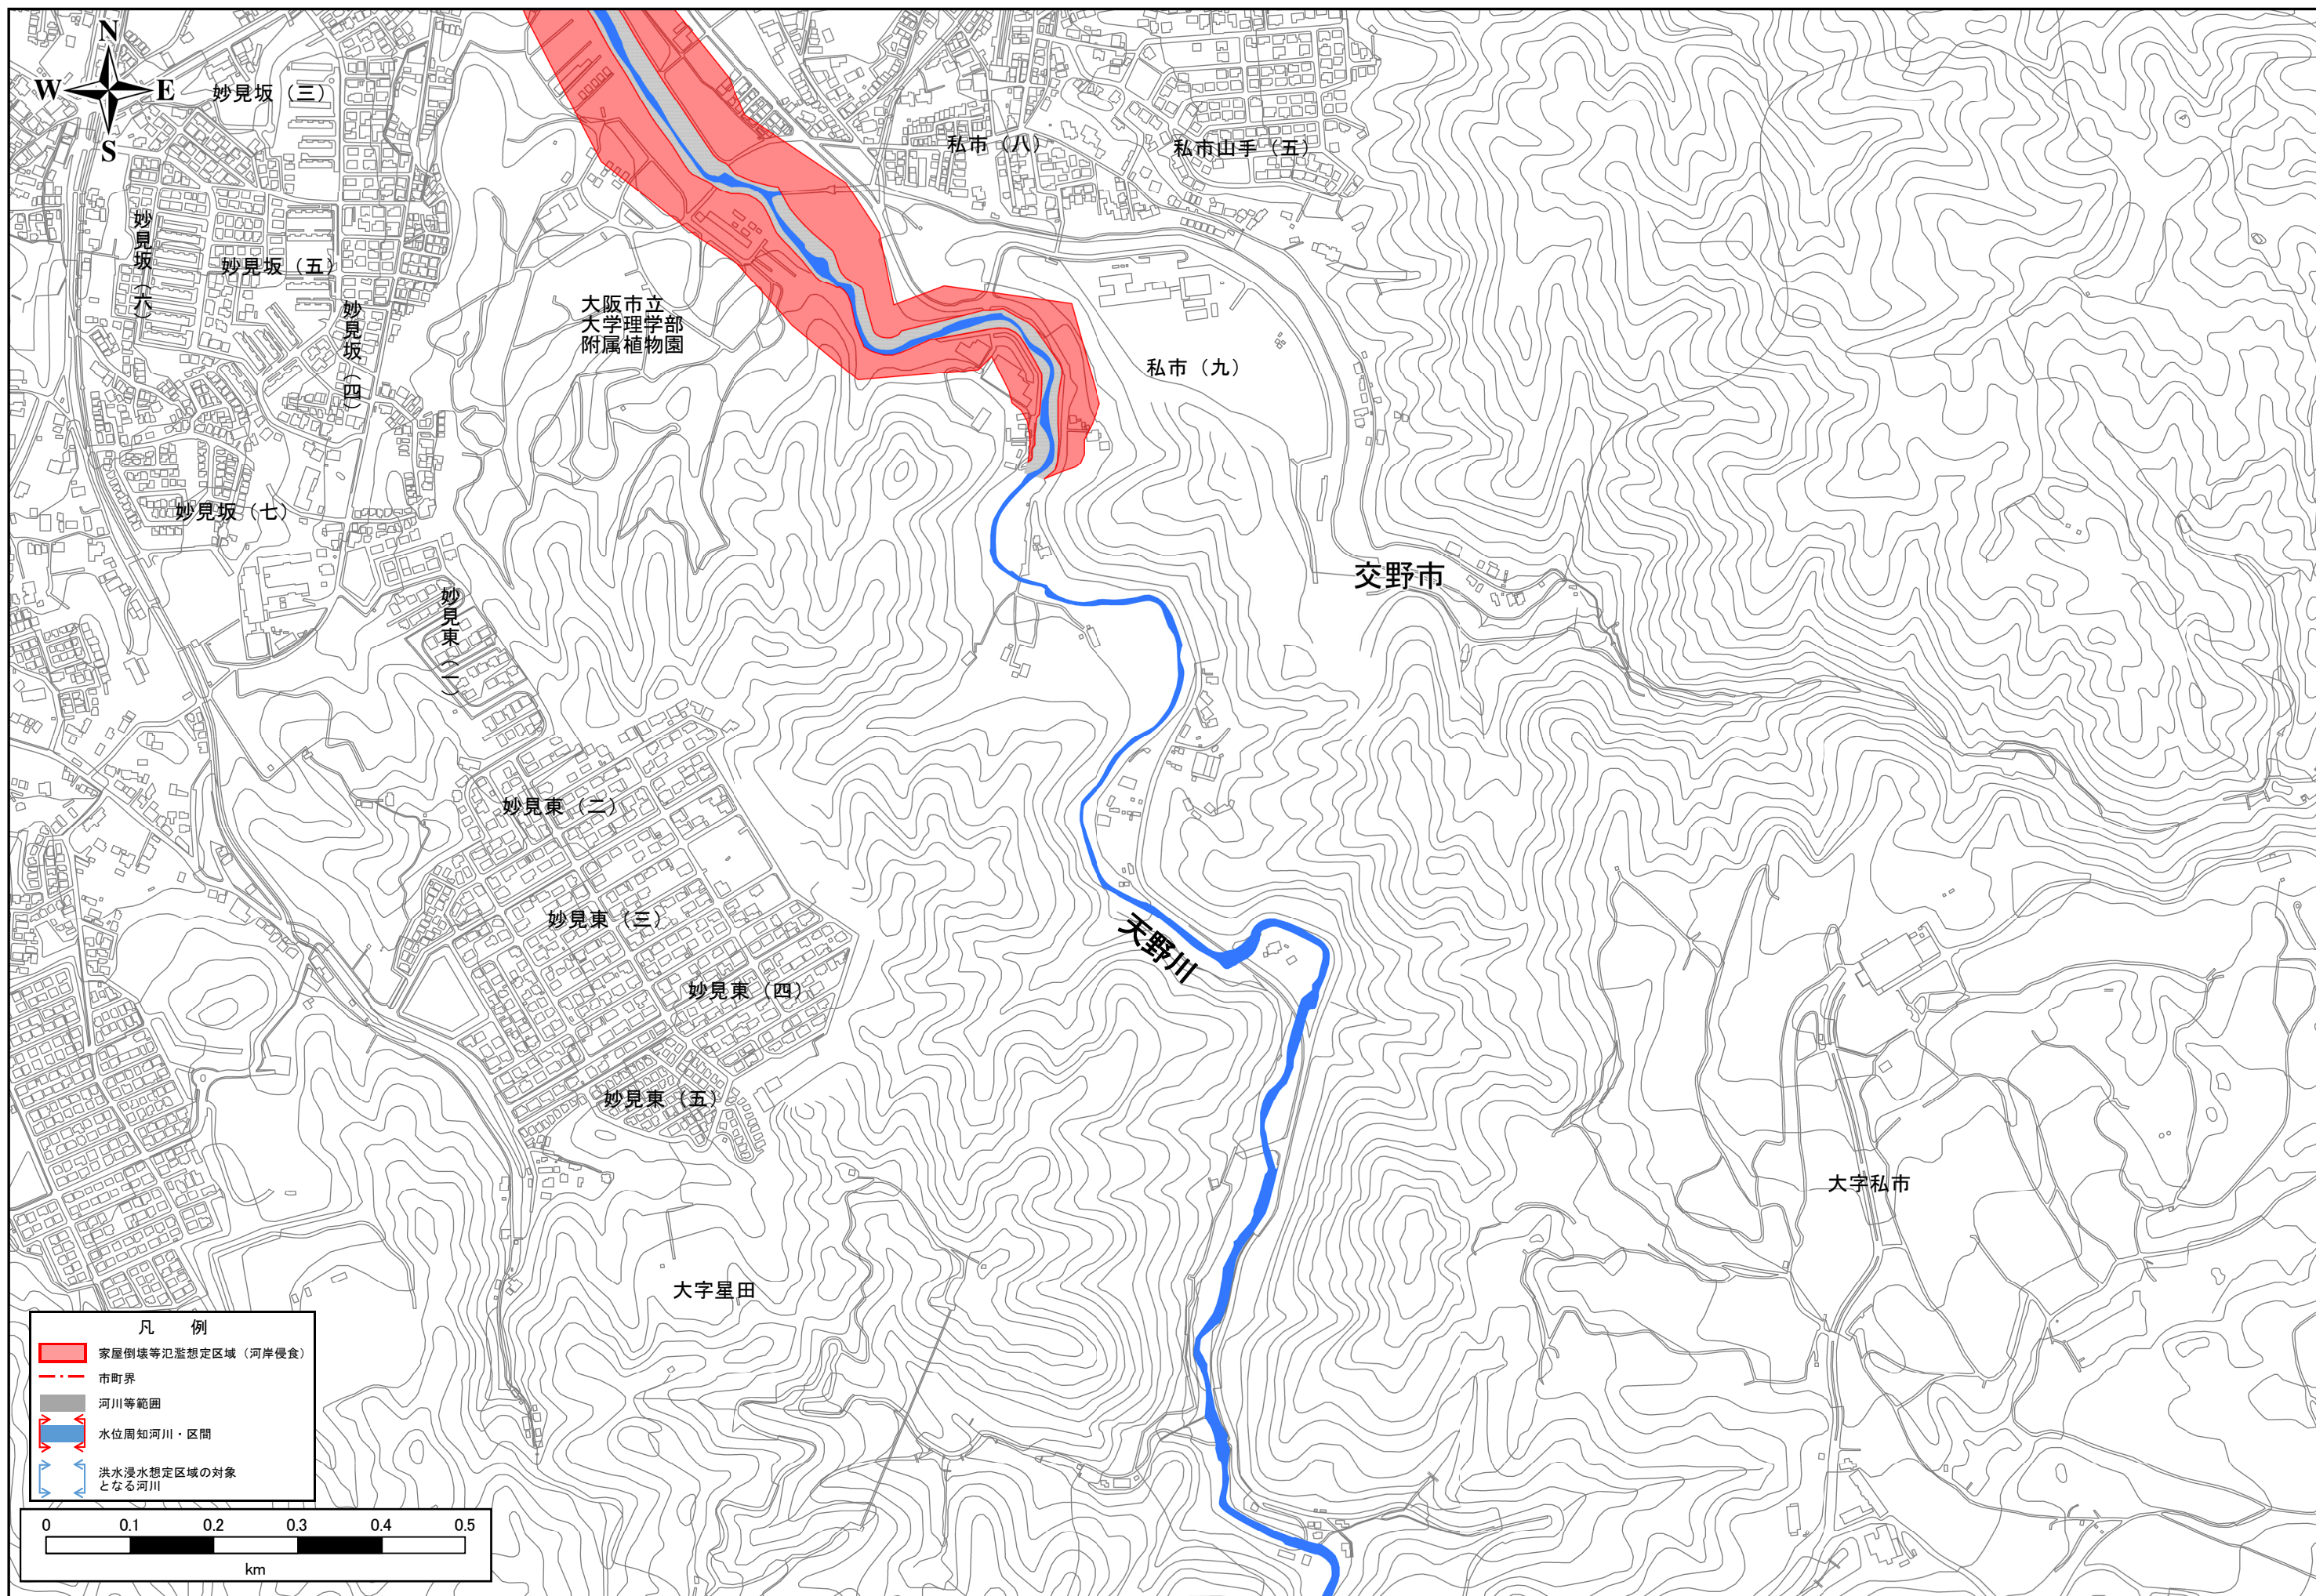 N
W E
S
妙見坂(三)
私市(八)
私市山手(五)
妙見坂(六)
妙見坂(五)
妙見坂(四)
大阪市立
大学理学部
附属植物園
私市(九)
妙見坂(七)
交野市
妙見東(一)
妙見東(二)
妙見東(三)
天野川
妙見東(四)
妙見東(五)
大字私市
大字星田
凡 例
家屋倒壊等氾濫想定区域(河岸侵食)
市町界
河川等範囲
水位周知河川・区間
洪水浸水想定区域の対象
となる河川
0 0.1 0.2 0.3 0.4 0.5
km